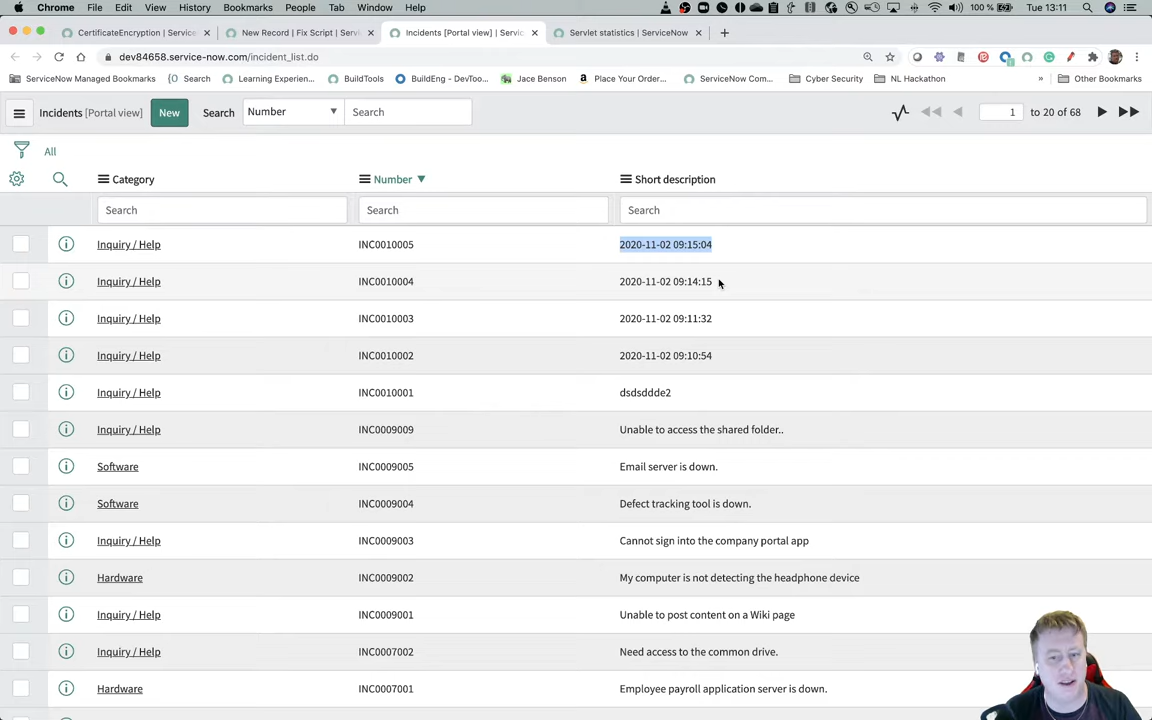 Chrome File Edit View History Bookmarks People Tab Window Help 100 % Tue 13:11
CertificateEncryption | Service New Record | Fix Script | Servi Incidents [Portal view] | Servic Servlet statistics | ServiceNow
dev84658.service-now.com/incident_list.do
ServiceNow Managed Bookmarks Search Learning Experien... BuildTools BuildEng - DevToo... Jace Benson Place Your Order... ServiceNow Com... Cyber Security NL Hackathon » Other Bookmarks
Incidents [Portal view] New Search Number Search 1 to 20 of 68
All
Category Number Short description
Search Search Search
Inquiry / Help INC0010005 2020-11-02 09:15:04
Inquiry / Help INC0010004 2020-11-02 09:14:15
Inquiry / Help INC0010003 2020-11-02 09:11:32
Inquiry / Help INC0010002 2020-11-02 09:10:54
Inquiry / Help INC0010001 dsdsddde2
Inquiry / Help INC0009009 Unable to access the shared folder..
Software INC0009005 Email server is down.
Software INC0009004 Defect tracking tool is down.
Inquiry / Help INC0009003 Cannot sign into the company portal app
Hardware INC0009002 My computer is not detecting the headphone device
Inquiry / Help INC0009001 Unable to post content on a Wiki page
Inquiry / Help INC0007002 Need access to the common drive.
Hardware INC0007001 Employee payroll application server is down.